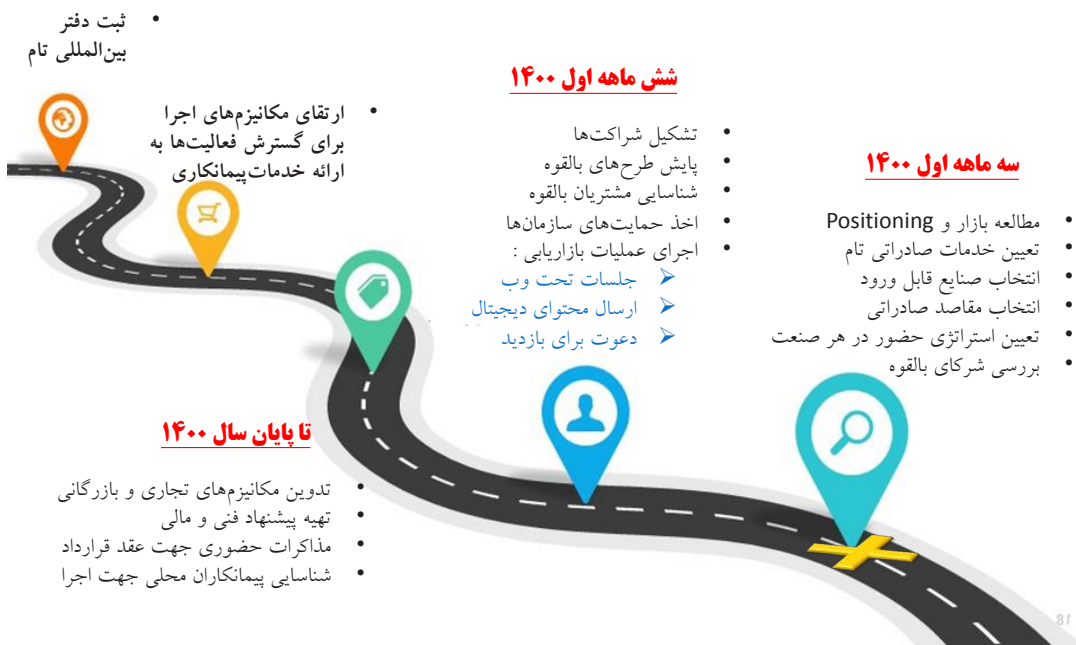 سه ماهه اول ۱۴۰۰
• مطالعه بازار و Positioning
• تعیین خدمات صادراتی تام
• انتخاب صنایع قابل ورود
• انتخاب مقاصد صادراتی
• تعیین استراتژی حضور در هر صنعت
• بررسی شرکای بالقوه
شش ماهه اول ۱۴۰۰
• تشکیل شراکت‌ها
• پایش طرح‌های بالقوه
• شناسایی مشتریان بالقوه
• اخذ حمایت‌های سازمان‌ها
• اجرای عملیات بازاریابی :
➢ جلسات تحت وب
➢ ارسال محتوای دیجیتال
➢ دعوت برای بازدید
تا پایان سال ۱۴۰۰
• تدوین مکانیزم‌های تجاری و بازرگانی
• تهیه پیشنهاد فنی و مالی
• مذاکرات حضوری جهت عقد قرارداد
• شناسایی پیمانکاران محلی جهت اجرا
• ارتقای مکانیزم‌های اجرا
برای گسترش فعالیت‌ها به
ارائه خدمات‌پیمانکاری
• ثبت دفتر
بین‌المللی تام
18